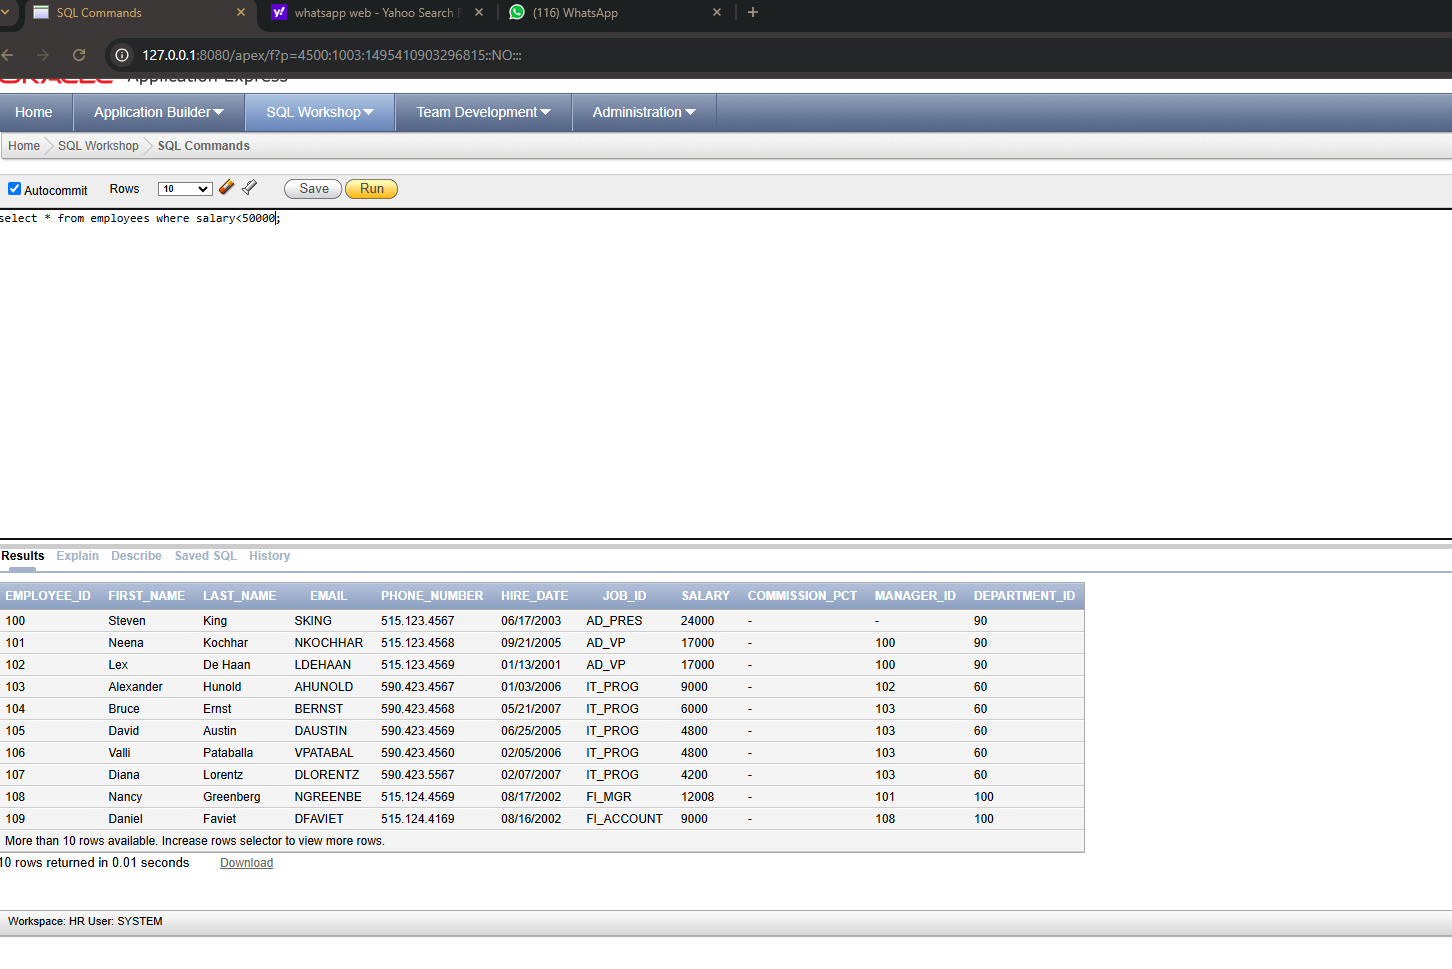 SQL Commands
whatsapp web - Yahoo Search
(116) WhatsApp
127.0.0.1:8080/apex/f?p=4500:1003:1495410903296815::NO:::
ORACLE Application Express
Home Application Builder SQL Workshop Team Development Administration
Home SQL Workshop SQL Commands
Autocommit Rows 10 Save Run
select * from employees where salary<50000;
Results Explain Describe Saved SQL History
EMPLOYEE_ID FIRST_NAME LAST_NAME EMAIL PHONE_NUMBER HIRE_DATE JOB_ID SALARY COMMISSION_PCT MANAGER_ID DEPARTMENT_ID
100 Steven King SKING 515.123.4567 06/17/2003 AD_PRES 24000 - - 90
101 Neena Kochhar NKOCHHAR 515.123.4568 09/21/2005 AD_VP 17000 - 100 90
102 Lex De Haan LDEHAAN 515.123.4569 01/13/2001 AD_VP 17000 - 100 90
103 Alexander Hunold AHUNOLD 590.423.4567 01/03/2006 IT_PROG 9000 - 102 60
104 Bruce Ernst BERNST 590.423.4568 05/21/2007 IT_PROG 6000 - 103 60
105 David Austin DAUSTIN 590.423.4569 06/25/2005 IT_PROG 4800 - 103 60
106 Valli Pataballa VPATABAL 590.423.4560 02/05/2006 IT_PROG 4800 - 103 60
107 Diana Lorentz DLORENTZ 590.423.5567 02/07/2007 IT_PROG 4200 - 103 60
108 Nancy Greenberg NGREENBE 515.124.4569 08/17/2002 FI_MGR 12008 - 101 100
109 Daniel Faviet DFAVIET 515.124.4169 08/16/2002 FI_ACCOUNT 9000 - 108 100
More than 10 rows available. Increase rows selector to view more rows.
10 rows returned in 0.01 seconds Download
Workspace: HR User: SYSTEM